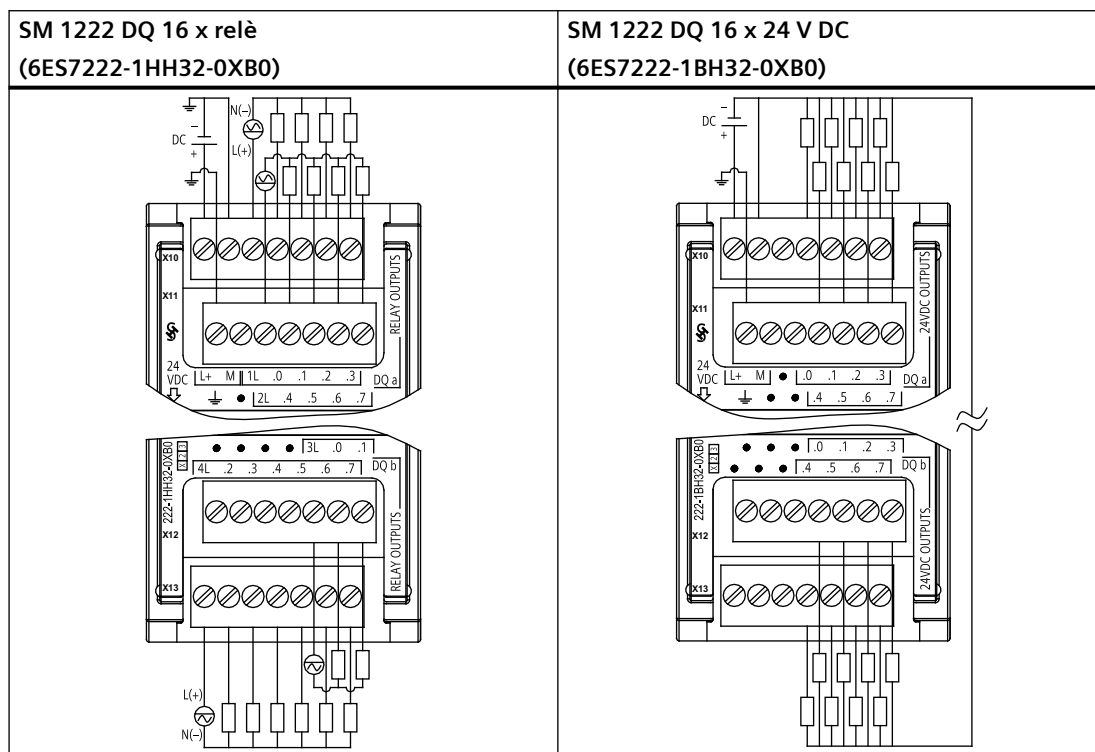 SM 1222 DQ 16 x relè
(6ES7222-1HH32-0XB0)
SM 1222 DQ 16 x 24 V DC
(6ES7222-1BH32-0XB0)
N(–)
DC
–
+
L(+)
X10
X11
24
VDC
L+ M 1L .0 .1 .2 .3
DQ a
2L .4 .5 .6 .7
RELAY OUTPUTS
3L .0 .1
4L .2 .3 .4 .5 .6 .7
DQ b
222-1HH32-0XB0
X12
X13
RELAY OUTPUTS
L(+)
N(–)
DC
–
+
X10
X11
24
VDC
L+ M .0 .1 .2 .3
DQ a
.4 .5 .6 .7
24VDC OUTPUTS
.0 .1 .2 .3
.4 .5 .6 .7
DQ b
222-1BH32-0XB0
X12
X13
24VDC OUTPUTS